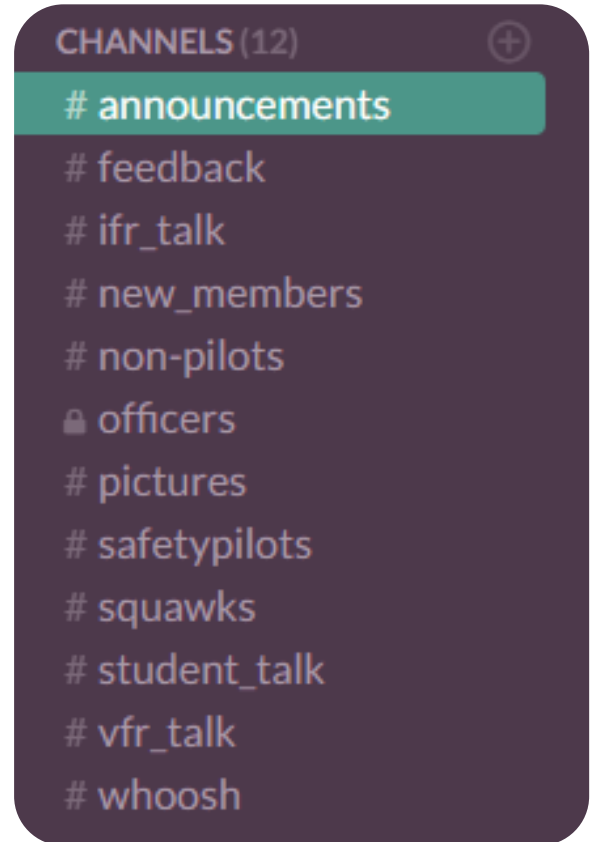 CHANNELS (12)
# announcements
# feedback
# ifr_talk
# new_members
# non-pilots
officers
# pictures
# safetypilots
# squawks
# student_talk
# vfr_talk
# whoosh